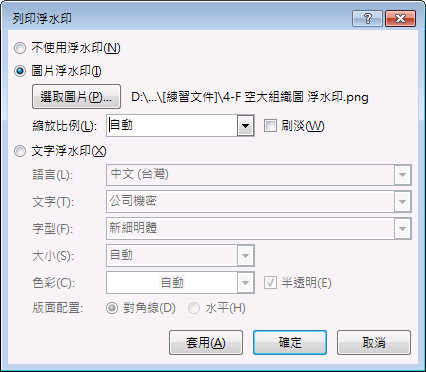 列印浮水印
不使用浮水印(N)
圖片浮水印(I)
選取圖片(P)... D:\...\[練習文件]\4-F 空大組織圖 浮水印.png
縮放比例(L): 自動 刷淡(W)
文字浮水印(X)
語言(L): 中文 (台灣)
文字(T): 公司機密
字型(F): 新細明體
大小(S): 自動
色彩(C): 自動 半透明(E)
版面配置: 對角線(D) 水平(H)
套用(A) 確定 取消